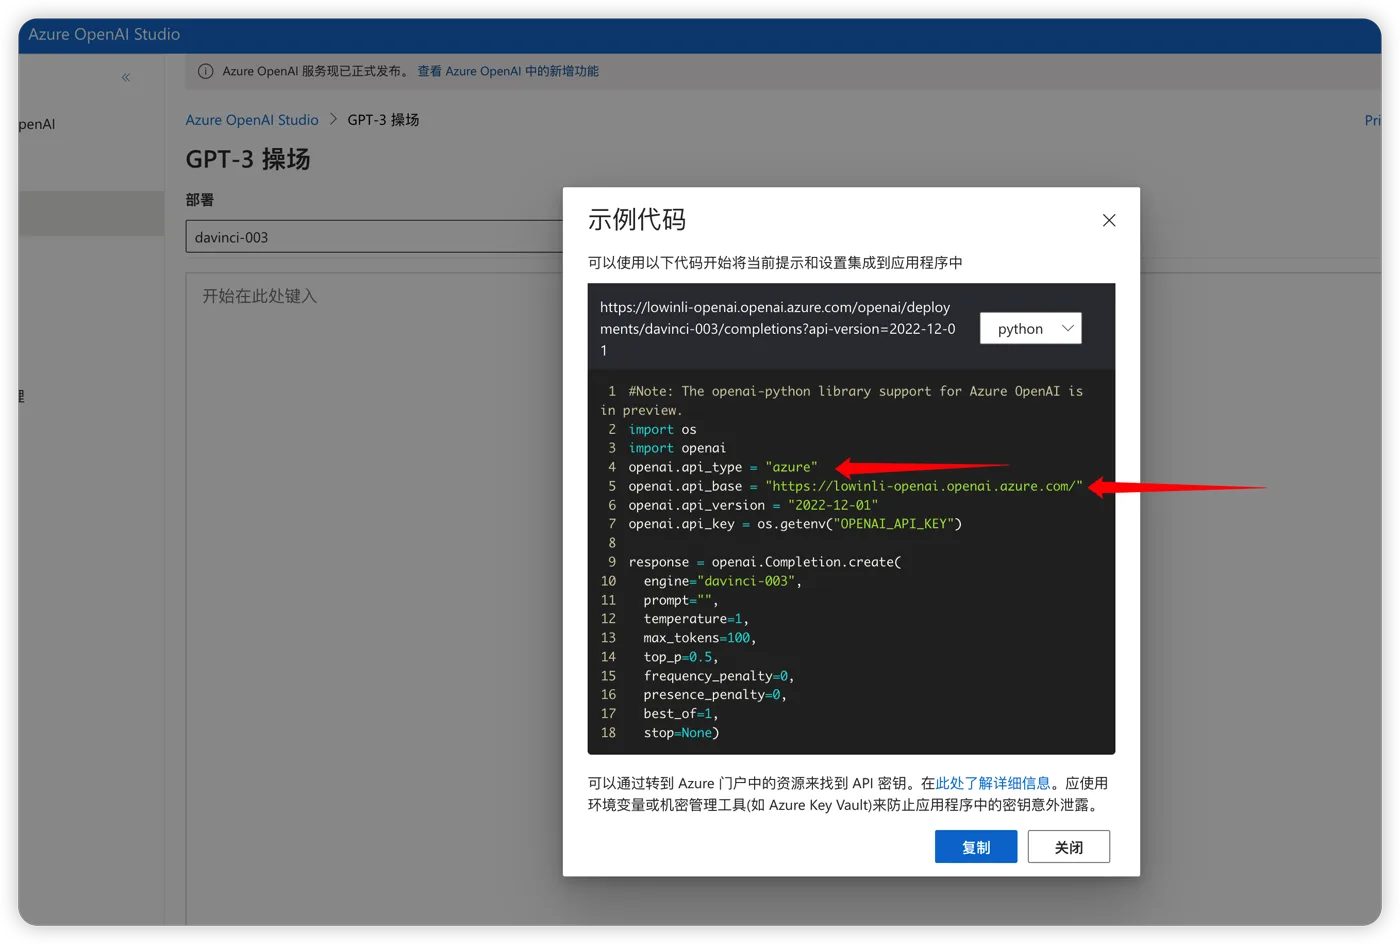 Azure OpenAI Studio
«
Azure OpenAI 服务现已正式发布。 查看 Azure OpenAI 中的新增功能
penAI
Azure OpenAI Studio > GPT-3 操场
Pri
GPT-3 操场
部署
davinci-003
开始在此处键入
理
示例代码
可以使用以下代码开始将当前提示和设置集成到应用程序中
https://lowinli-openai.openai.azure.com/openai/deploy
ments/davinci-003/completions?api-version=2022-12-0
1
python
1 #Note: The openai-python library support for Azure OpenAI is
in preview.
2 import os
3 import openai
4 openai.api_type = "azure"
5 openai.api_base = "https://lowinli-openai.openai.azure.com/"
6 openai.api_version = "2022-12-01"
7 openai.api_key = os.getenv("OPENAI_API_KEY")
8
9 response = openai.Completion.create(
10 engine="davinci-003",
11 prompt="",
12 temperature=1,
13 max_tokens=100,
14 top_p=0.5,
15 frequency_penalty=0,
16 presence_penalty=0,
17 best_of=1,
18 stop=None)
可以通过转到 Azure 门户中的资源来找到 API 密钥。在此处了解详细信息。应使用
环境变量或机密管理工具(如 Azure Key Vault)来防止应用程序中的密钥意外泄露。
复制
关闭